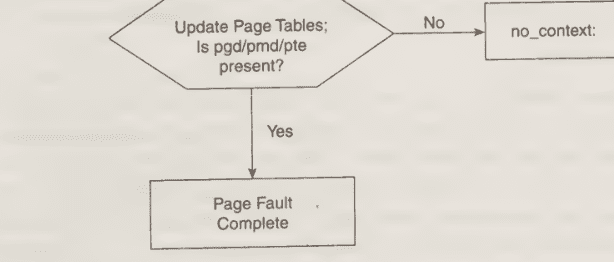 Update Page Tables;
Is pgd/pmd/pte
present?
No
no_context:
Yes
Page Fault
Complete